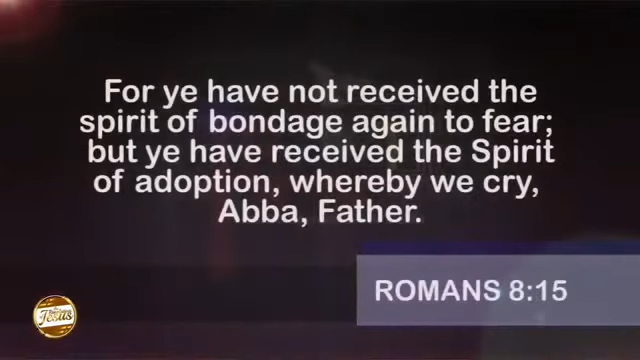 For ye have not received the
spirit of bondage again to fear;
but ye have received the Spirit
of adoption, whereby we cry,
Abba, Father.
ROMANS 8:15
Jesus